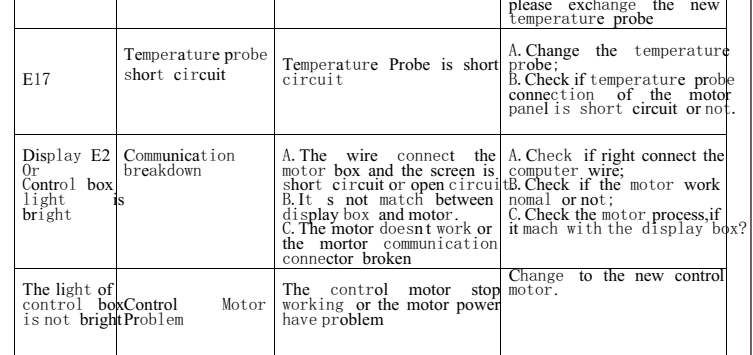 please exchange the new
temperature probe
E17
Temperature probe
short circuit
Temperature Probe is short
circuit
A. Change the temperature
probe;
B. Check if temperature probe
connection of the motor
panel is short circuit or not.
Display E2
Or
Control box
light is
bright
Communication
breakdown
A. The wire connect the
motor box and the screen is
short circuit or open circuit
B. It s not match between
display box and motor.
C. The motor doesn t work or
the mortor communication
connector broken
A. Check if right connect the
computer wire;
B. Check if the motor work
nomal or not;
C. Check the motor process,if
it mach with the display box?
The light of
control box
is not bright
Control Motor
Problem
The control motor stop
working or the motor power
have problem
Change to the new control
motor.